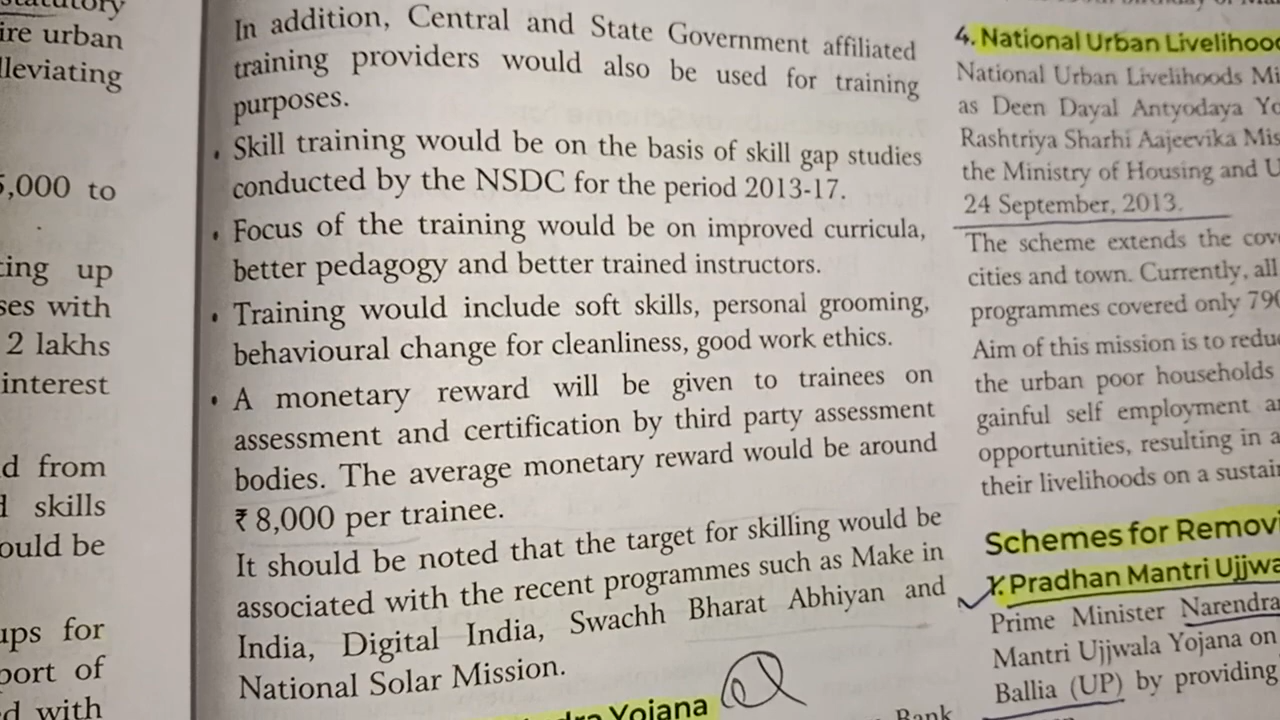 ire urban
lleviating
5,000 to
ing up
ses with
2 lakhs
interest
d from
skills
ould be
ups for
port of
d with
In addition, Central and State Government affiliated
training providers would also be used for training
purposes.
• Skill training would be on the basis of skill gap studies
conducted by the NSDC for the period 2013-17.
• Focus of the training would be on improved curricula,
better pedagogy and better trained instructors.
• Training would include soft skills, personal grooming,
behavioural change for cleanliness, good work ethics.
• A monetary reward will be given to trainees on
assessment and certification by third party assessment
bodies. The average monetary reward would be around
₹ 8,000 per trainee.
It should be noted that the target for skilling would be
associated with the recent programmes such as Make in
India, Digital India, Swachh Bharat Abhiyan and
National Solar Mission.
Yojana
Bank
4. National Urban Livelihoo
National Urban Livelihoods Mi
as Deen Dayal Antyodaya Yo
Rashtriya Sharhi Aajeevika Mis
the Ministry of Housing and U
24 September, 2013.
The scheme extends the cov
cities and town. Currently, all
programmes covered only 790
Aim of this mission is to redu
the urban poor households
gainful self employment a
opportunities, resulting in a
their livelihoods on a sustai
Schemes for Remov
1. Pradhan Mantri Ujjwa
Prime Minister Narendra
Mantri Ujjwala Yojana on
Ballia (UP) by providing